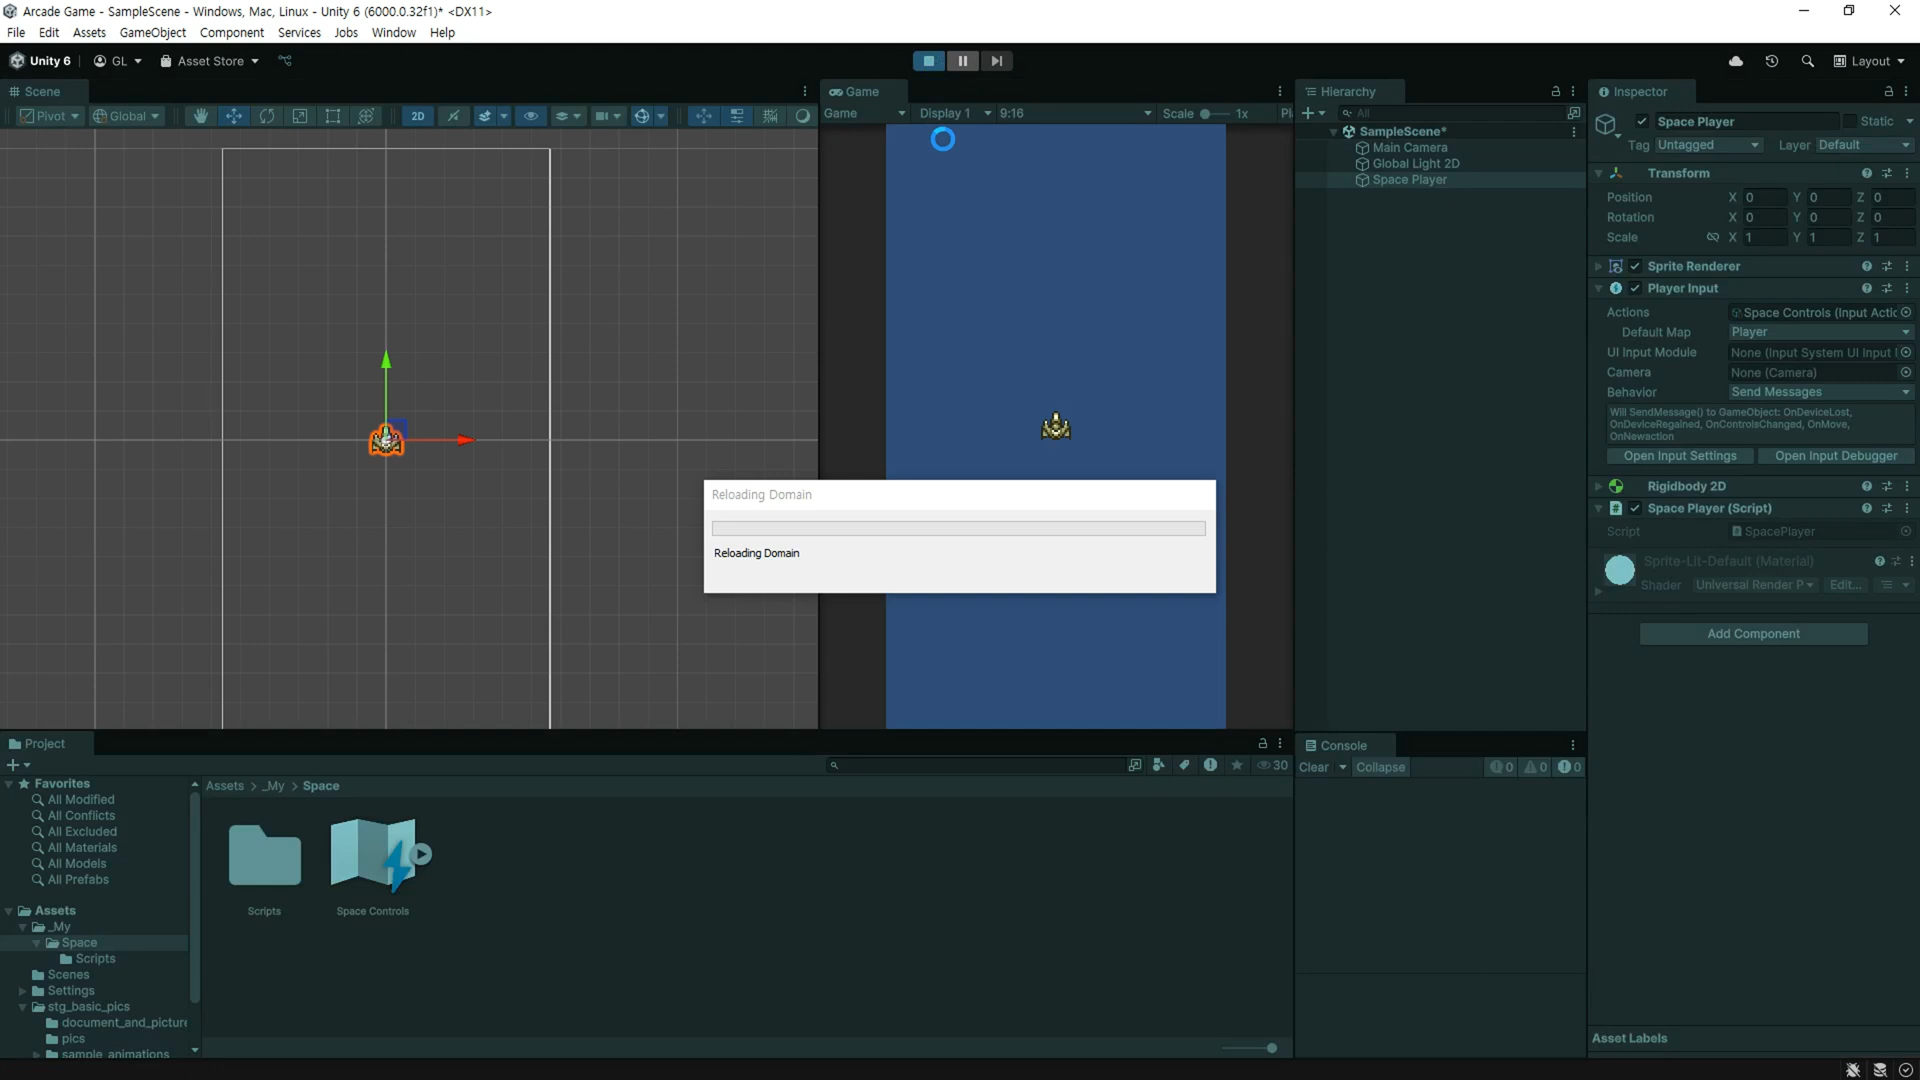 Arcade Game - SampleScene - Windows, Mac, Linux - Unity 6 (6000.0.32f1)* <DX11>
File Edit Assets GameObject Component Services Jobs Window Help
Unity 6 GL Asset Store Layout
Scene
Pivot Global 2D
Game
Game Display 1 9:16 Scale 1x Pl
Hierarchy
All
SampleScene*
Main Camera
Global Light 2D
Space Player
Inspector
Space Player Static
Tag Untagged Layer Default
Transform
Position X 0 Y 0 Z 0
Rotation X 0 Y 0 Z 0
Scale X 1 Y 1 Z 1
Sprite Renderer
Player Input
Actions Space Controls (Input Actic
Default Map Player
UI Input Module None (Input System UI Input
Camera None (Camera)
Behavior Send Messages
Will SendMessage() to GameObject: OnDeviceLost,
OnDeviceRegained, OnControlsChanged, OnMove,
OnNewaction
Open Input Settings Open Input Debugger
Rigidbody 2D
Space Player (Script)
Script SpacePlayer
Sprite-Lit-Default (Material)
Shader Universal Render P Edit...
Add Component
Asset Labels
Reloading Domain
Reloading Domain
Project
30
Favorites
All Modified
All Conflicts
All Excluded
All Materials
All Models
All Prefabs
Assets
_My
Space
Scripts
Scenes
Settings
stg_basic_pics
document_and_picture
pics
sample_animations
Assets > _My > Space
Scripts
Space Controls
Console
Clear Collapse 0 0 0